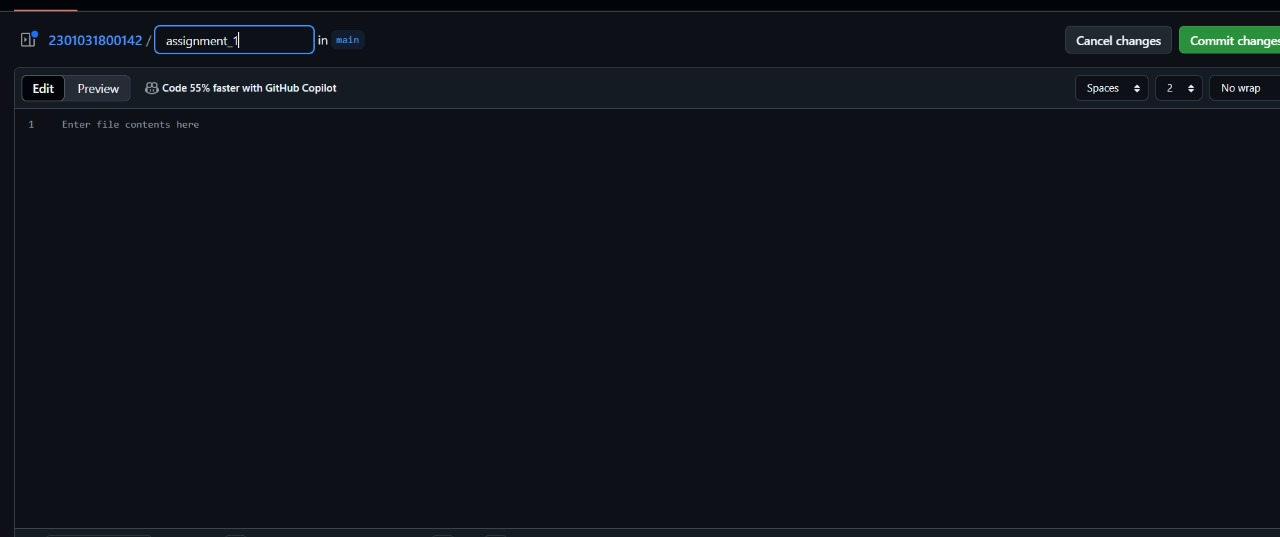 2301031800142 / assignment_1 in main
Cancel changes Commit changes
Edit Preview Code 55% faster with GitHub Copilot Spaces 2 No wrap
1 Enter file contents here